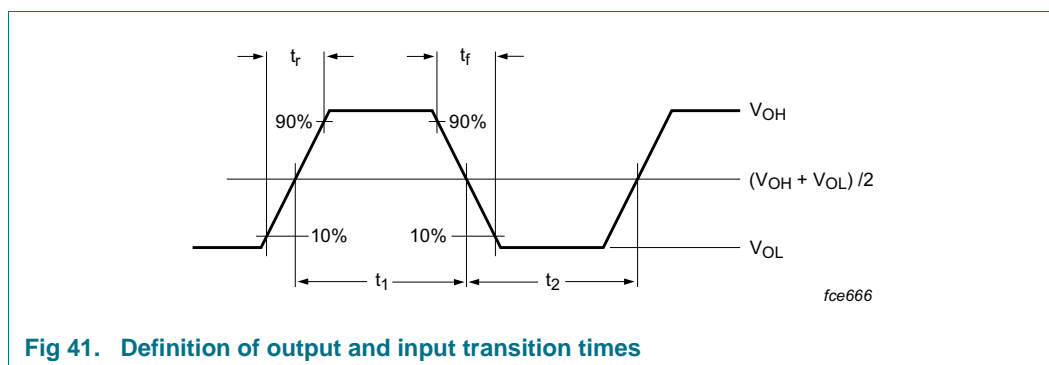 tr tf
90% 90% VOH
(VOH + VOL) /2
10% 10%
VOL
t1 t2
fce666
Fig 41. Definition of output and input transition times